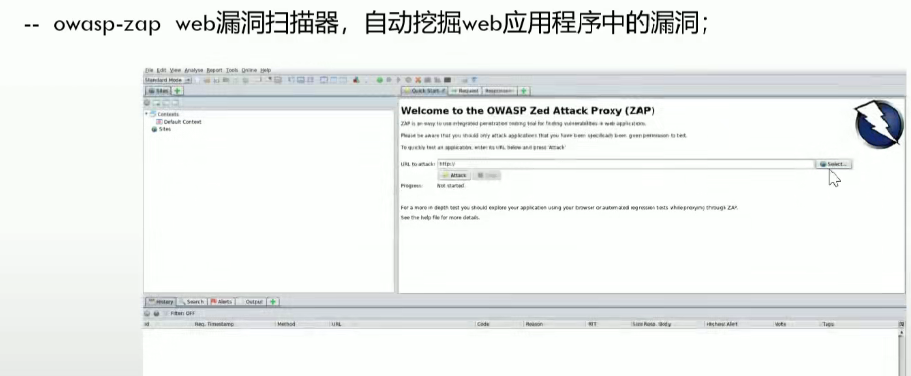 -- owasp-zap web漏洞扫描器，自动挖掘web应用程序中的漏洞；
File Edit View Analyse Report Tools Online Help
Standard Mode
Sites
Quick Start Request Response
Contexts
Default Context
Sites
Welcome to the OWASP Zed Attack Proxy (ZAP)
ZAP is an easy to use integrated penetration testing tool for finding vulnerabilities in web applications.
Please be aware that you should only attack applications that you have been specifically been given permission to test.
To quickly test an application, enter its URL below and press 'Attack'
URL to attack: http:// Select...
Attack Stop
Progress: Not started
For a more in depth test you should explore your application using your browser or automated regression tests while proxying through ZAP.
See the help file for more details.
History Search Alerts Output
Filter: OFF
Id Req. Timestamp Method URL Code Reason RTT Size Resp. Body Highest Alert Note Tags